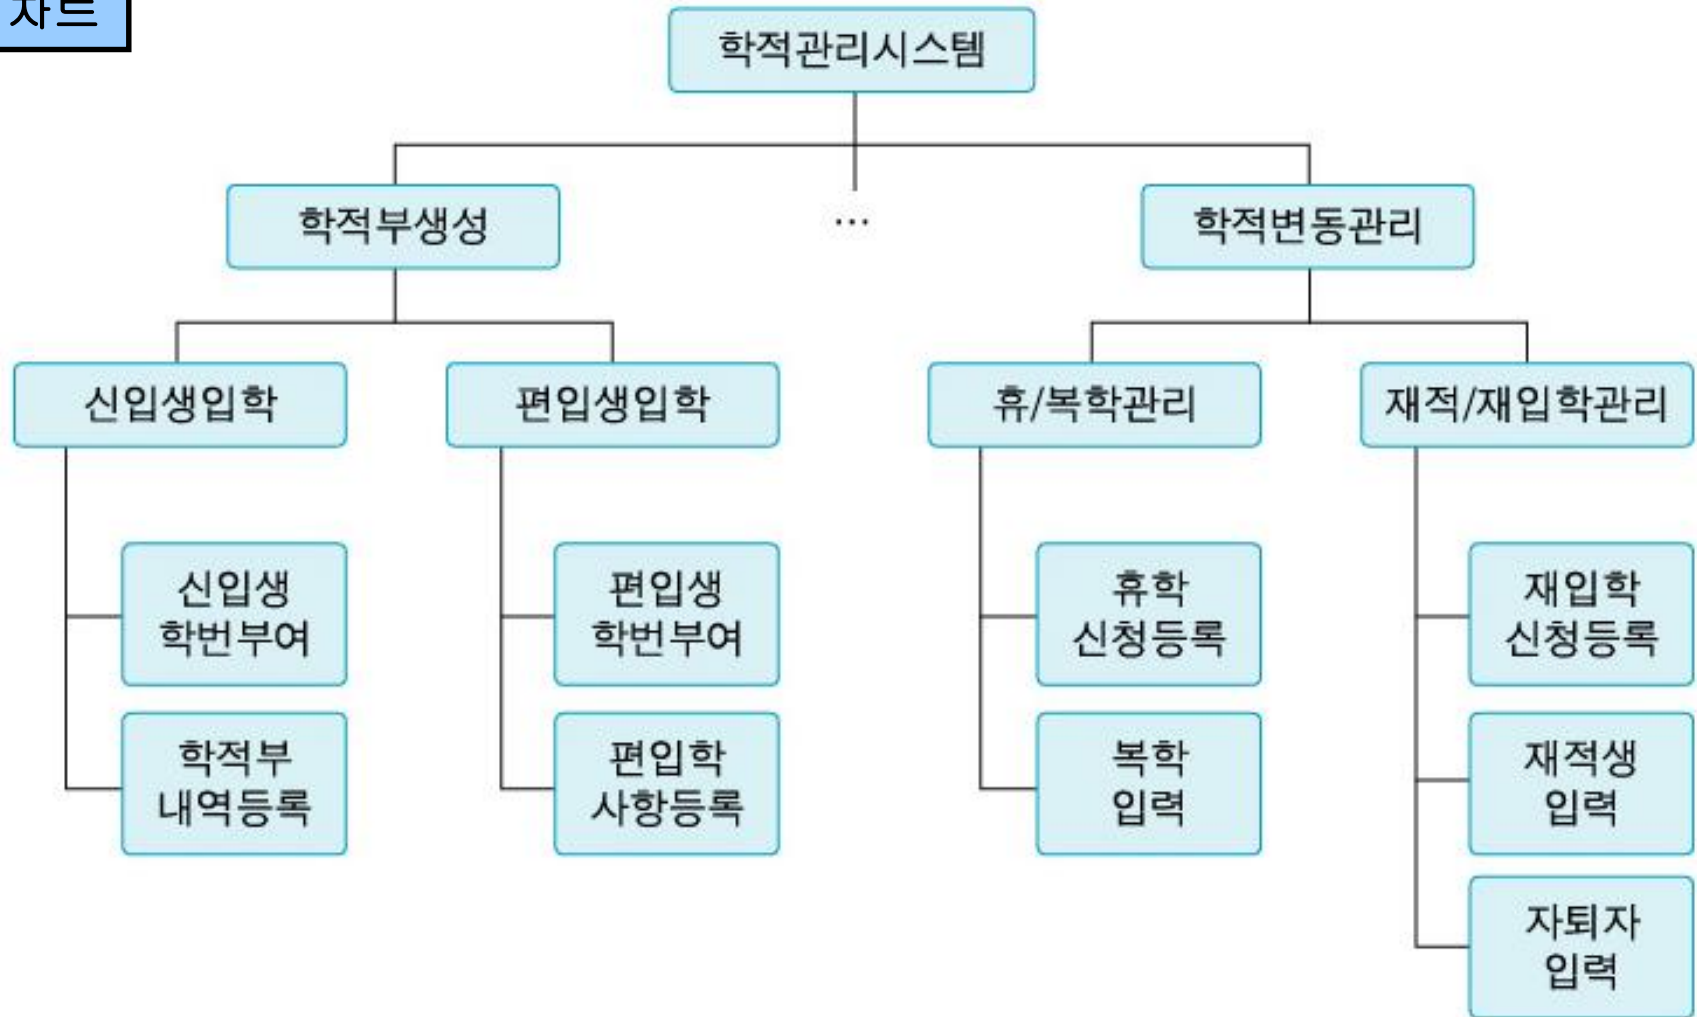 차트
학적관리시스템
학적부생성
…
학적변동관리
신입생입학
편입생입학
휴/복학관리
재적/재입학관리
신입생
학번부여
편입생
학번부여
휴학
신청등록
재입학
신청등록
학적부
내역등록
편입학
사항등록
복학
입력
재적생
입력
자퇴자
입력